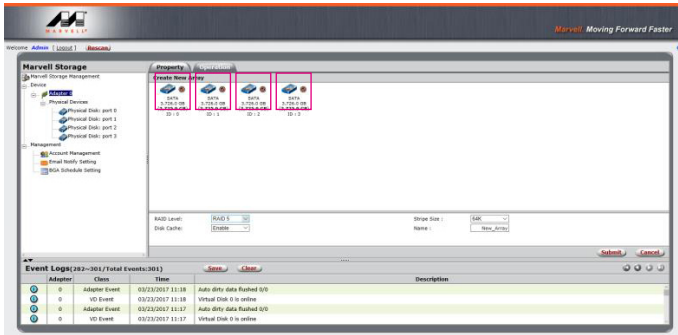 MARVELL
Marvell. Moving Forward Faster
Welcome Admin [ Logout ] Rescan
Marvell Storage
Property Operation
Marvell Storage Management
Create New Array
Device
Adapter 0
Physical Devices
Physical Disk: port 0
Physical Disk: port 1
Physical Disk: port 2
Physical Disk: port 3
Management
Account Management
Email Notify Setting
BGA Schedule Setting
SATA SATA SATA SATA
3,726.0 GB 3,726.0 GB 3,726.0 GB 3,726.0 GB
ID : 0 ID : 1 ID : 2 ID : 3
RAID Level: RAID 5 Stripe Size : 64K
Disk Cache: Enable Name : New_Array
Submit Cancel
Event Logs(282~301/Total Events:301) Save Clear
Adapter Class Time Description
0 Adapter Event 03/23/2017 11:18 Auto dirty data flushed 0/0
0 VD Event 03/23/2017 11:18 Virtual Disk 0 is online
0 Adapter Event 03/23/2017 11:17 Auto dirty data flushed 0/0
0 VD Event 03/23/2017 11:17 Virtual Disk 0 is online